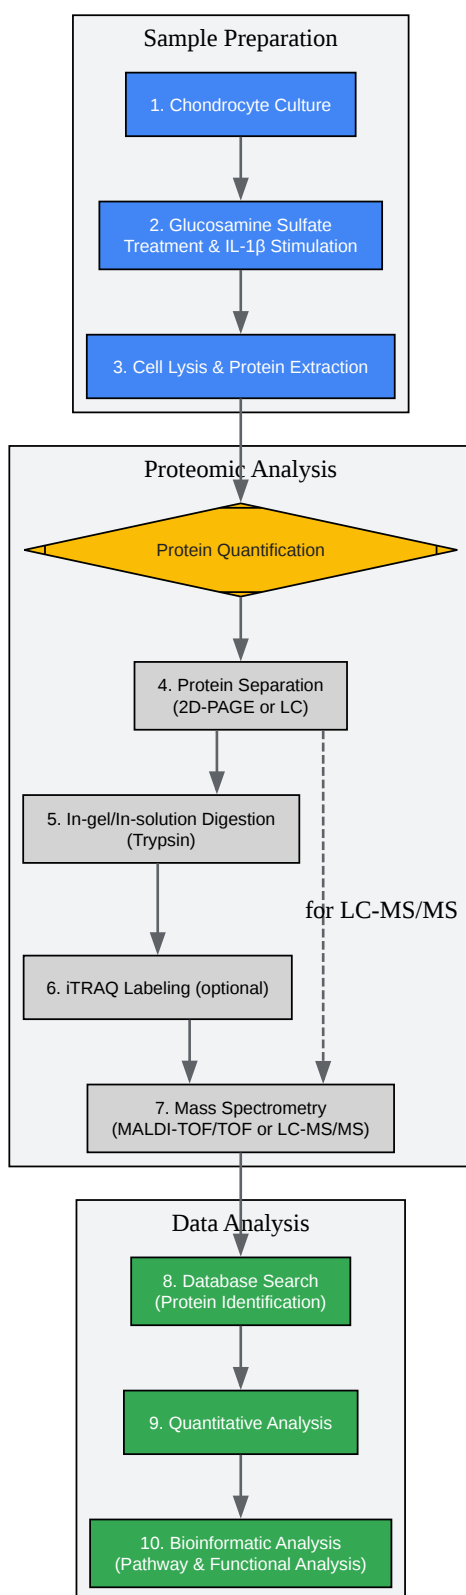 Sample Preparation
1. Chondrocyte Culture
2. Glucosamine Sulfate
Treatment & IL-1β Stimulation
3. Cell Lysis & Protein Extraction
Proteomic Analysis
Protein Quantification
4. Protein Separation
(2D-PAGE or LC)
5. In-gel/In-solution Digestion
(Trypsin)
for LC-MS/MS
6. iTRAQ Labeling (optional)
7. Mass Spectrometry
(MALDI-TOF/TOF or LC-MS/MS)
Data Analysis
8. Database Search
(Protein Identification)
9. Quantitative Analysis
10. Bioinformatic Analysis
(Pathway & Functional Analysis)